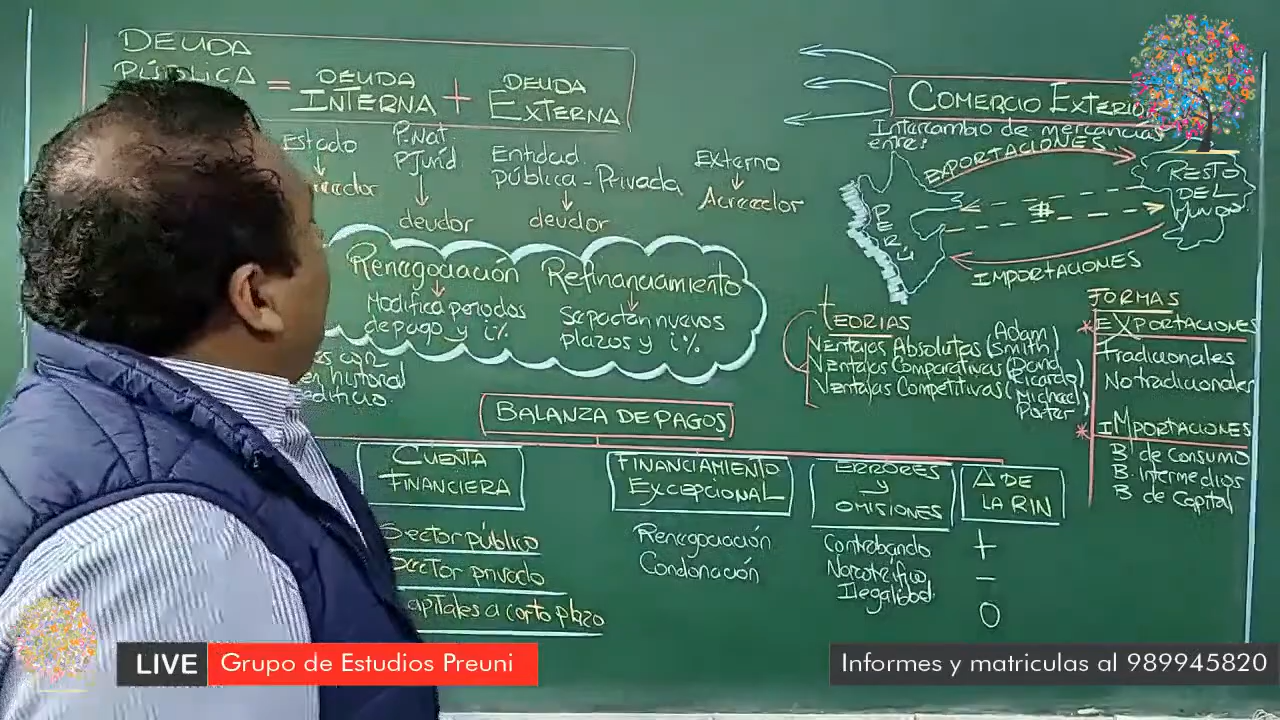 DEUDA
PÚBLICA = DEUDA INTERNA + DEUDA EXTERNA
Estado
P.Nat
P.Juríd
deudor
Entidad
pública - Privada
deudor
Externo
Acreedor
Renegociación
Modifica periodos
de pago y i%
Refinanciamiento
Se pactan nuevos
plazos y i%
con
historial
BALANZA DE PAGOS
CUENTA
FINANCIERA
Sector público
Sector privado
Capitales a corto plazo
FINANCIAMIENTO
EXCEPCIONAL
Renegociación
Condonación
ERRORES
y
OMISIONES
Contrabando
Narcotráfico
Ilegalidad
Δ DE
LA RIN
+
-
0
COMERCIO EXTERIO
Intercambio de mercancías
entre:
EXPORTACIONES
PERÚ
$
RESTO
DEL
MUNDO
IMPORTACIONES
TEORIAS
Ventajas Absolutas (Adam Smith)
Ventajas Comparativas (David Ricardo)
Ventajas Competitivas (Michael Porter
FORMAS
* EXPORTACIONES
Tradicionales
No tradicionales
* IMPORTACIONES
B de Consumo
B. Intermedios
B de Capital
LIVE Grupo de Estudios Preuni
Informes y matriculas al 989945820